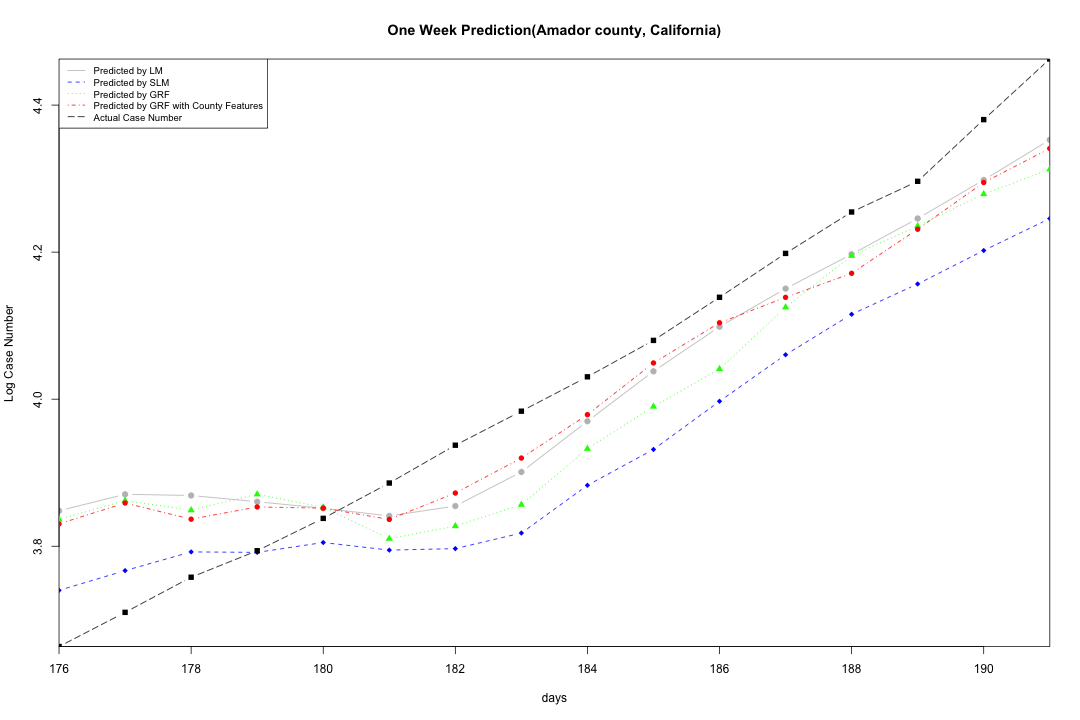 One Week Prediction(Amador county, California)
Predicted by LM
Predicted by SLM
Predicted by GRF
Predicted by GRF with County Features
Actual Case Number
4.4
4.2
4.0
3.8
Log Case Number
176 178 180 182 184 186 188 190
days